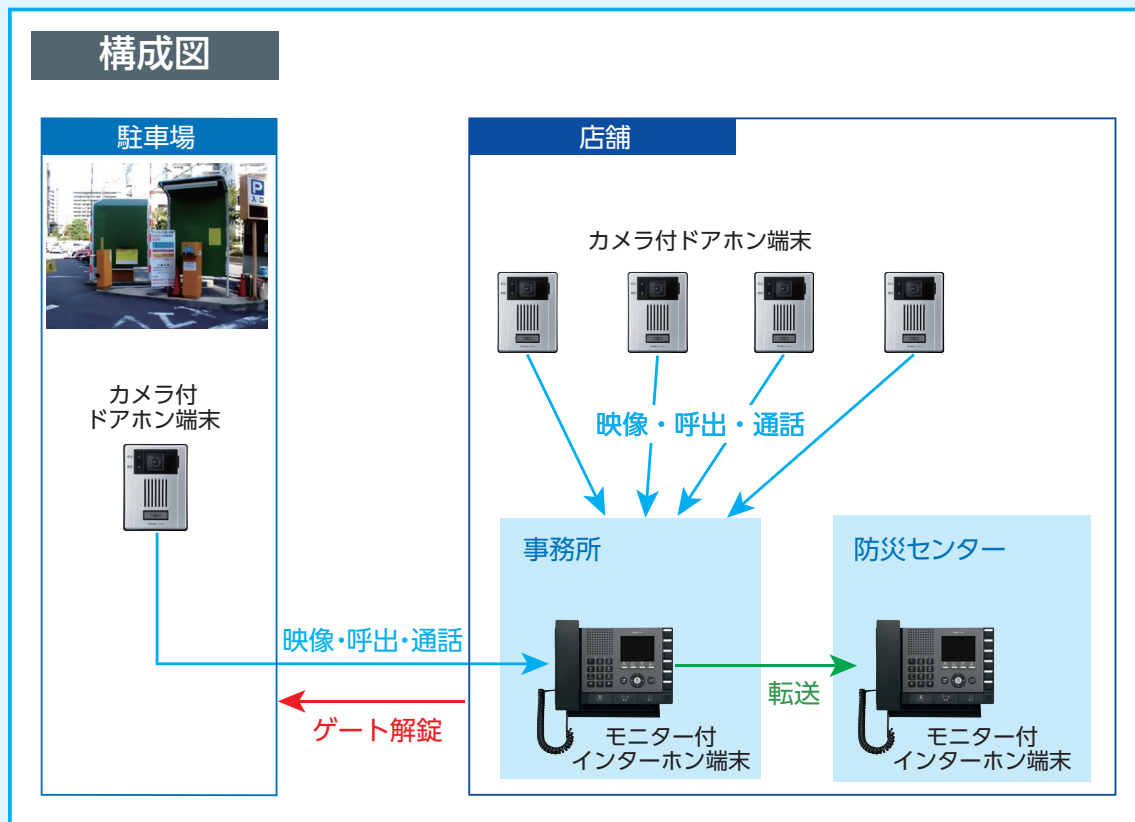 構成図
駐車場
P
入口
カメラ付
ドアホン端末
店舗
カメラ付ドアホン端末
映像・呼出・通話
事務所
防災センター
映像・呼出・通話
ゲート解錠
転送
モニター付
インターホン端末
モニター付
インターホン端末